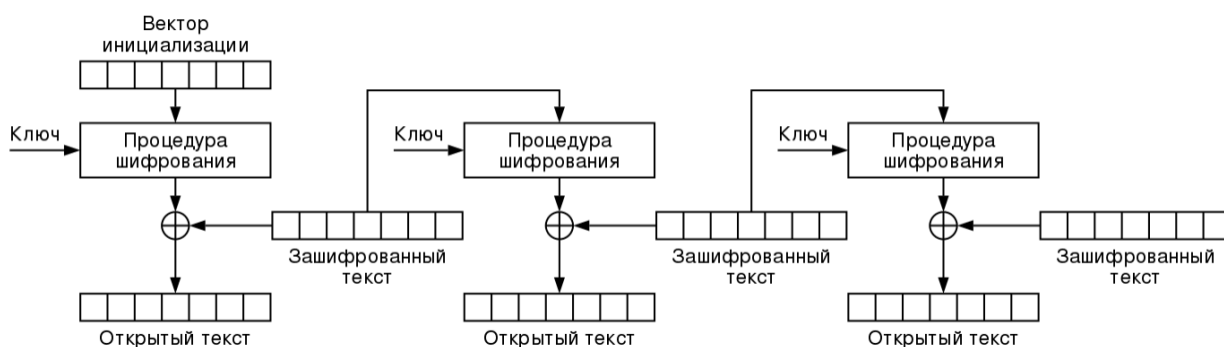 Вектор
инициализации
Ключ
Процедура
шифрования
Ключ
Процедура
шифрования
Ключ
Процедура
шифрования
Зашифрованный
текст
Зашифрованный
текст
Зашифрованный
текст
Открытый текст
Открытый текст
Открытый текст